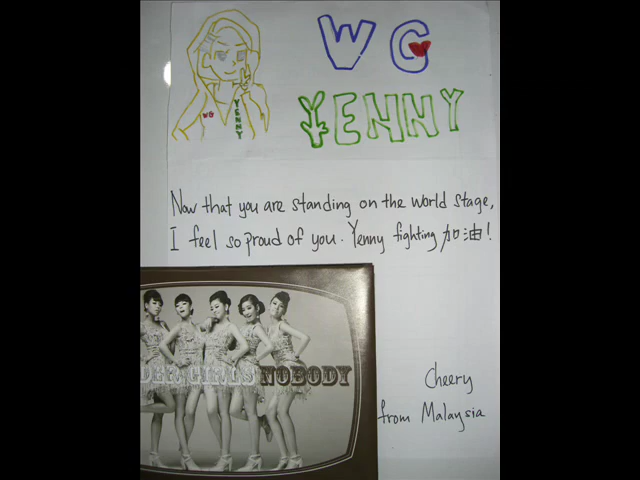 WG
YENNY
WG
YENNY
Now that you are standing on the world stage,
I feel so proud of you. Yenny fighting 加油!
DER GIRLS NOBODY
Cheery
from Malaysia